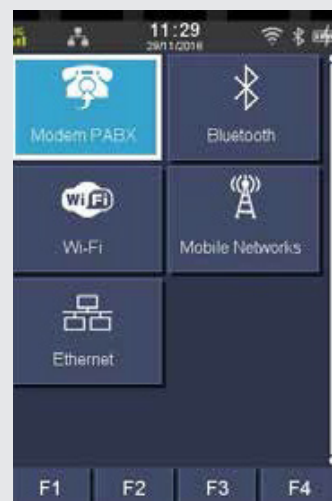 11:29
29/11/2016
Modem PABX
Bluetooth
WiFi
Wi-Fi
Mobile Networks
Ethernet
F1 F2 F3 F4